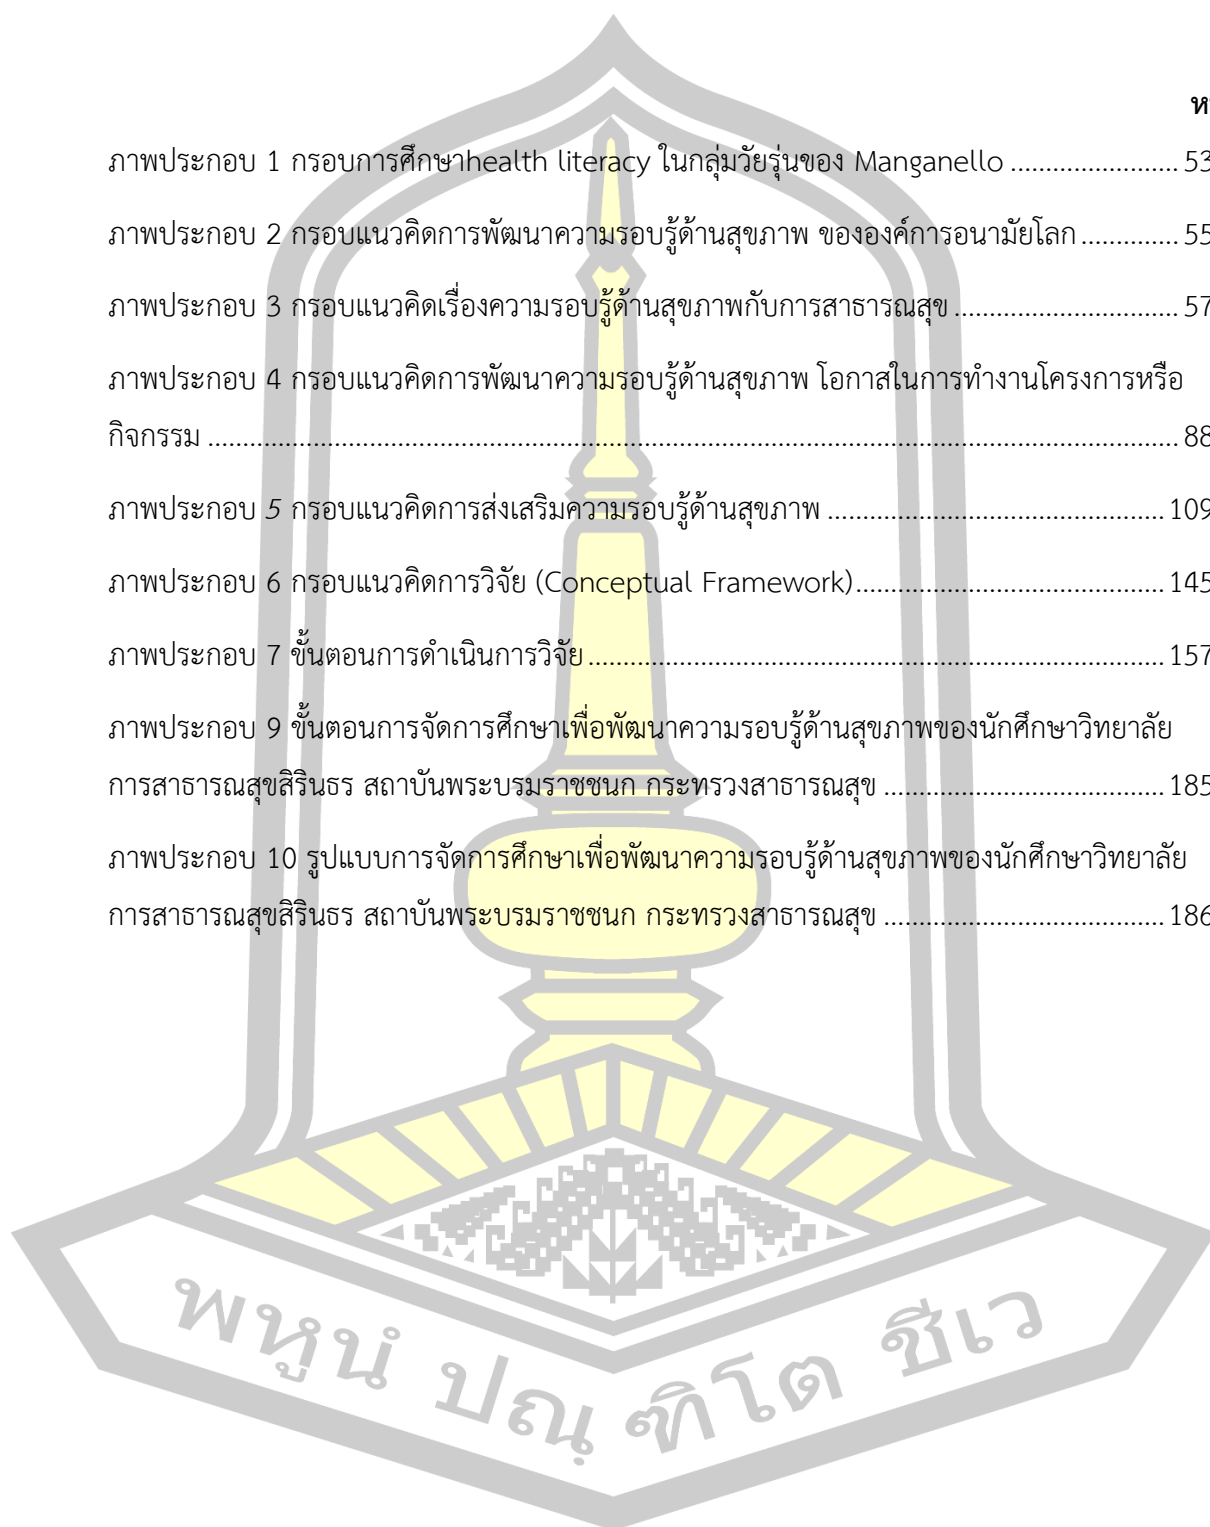 ภาพประกอบ 1 กรอบการศึกษาhealth literacy ในกลุ่มวัยรุ่นของ Manganello ....................... 53
ภาพประกอบ 2 กรอบแนวคิดการพัฒนาความรอบรู้ด้านสุขภาพ ขององค์การอนามัยโลก ............. 55
ภาพประกอบ 3 กรอบแนวคิดเรื่องความรอบรู้ด้านสุขภาพกับการสาธารณสุข ............................... 57
ภาพประกอบ 4 กรอบแนวคิดการพัฒนาความรอบรู้ด้านสุขภาพ โอกาสในการทำงานโครงการหรือ
กิจกรรม ................................................................................................................................... 88
ภาพประกอบ 5 กรอบแนวคิดการส่งเสริมความรอบรู้ด้านสุขภาพ .............................................. 109
ภาพประกอบ 6 กรอบแนวคิดการวิจัย (Conceptual Framework).......................................... 145
ภาพประกอบ 7 ขั้นตอนการดำเนินการวิจัย .............................................................................. 157
ภาพประกอบ 9 ขั้นตอนการจัดการศึกษาเพื่อพัฒนาความรอบรู้ด้านสุขภาพของนักศึกษาวิทยาลัย
การสาธารณสุขสิรินธร สถาบันพระบรมราชชนก กระทรวงสาธารณสุข ...................................... 185
ภาพประกอบ 10 รูปแบบการจัดการศึกษาเพื่อพัฒนาความรอบรู้ด้านสุขภาพของนักศึกษาวิทยาลัย
การสาธารณสุขสิรินธร สถาบันพระบรมราชชนก กระทรวงสาธารณสุข ...................................... 186
พหูนํ ปณฺฑิโต ชีเว